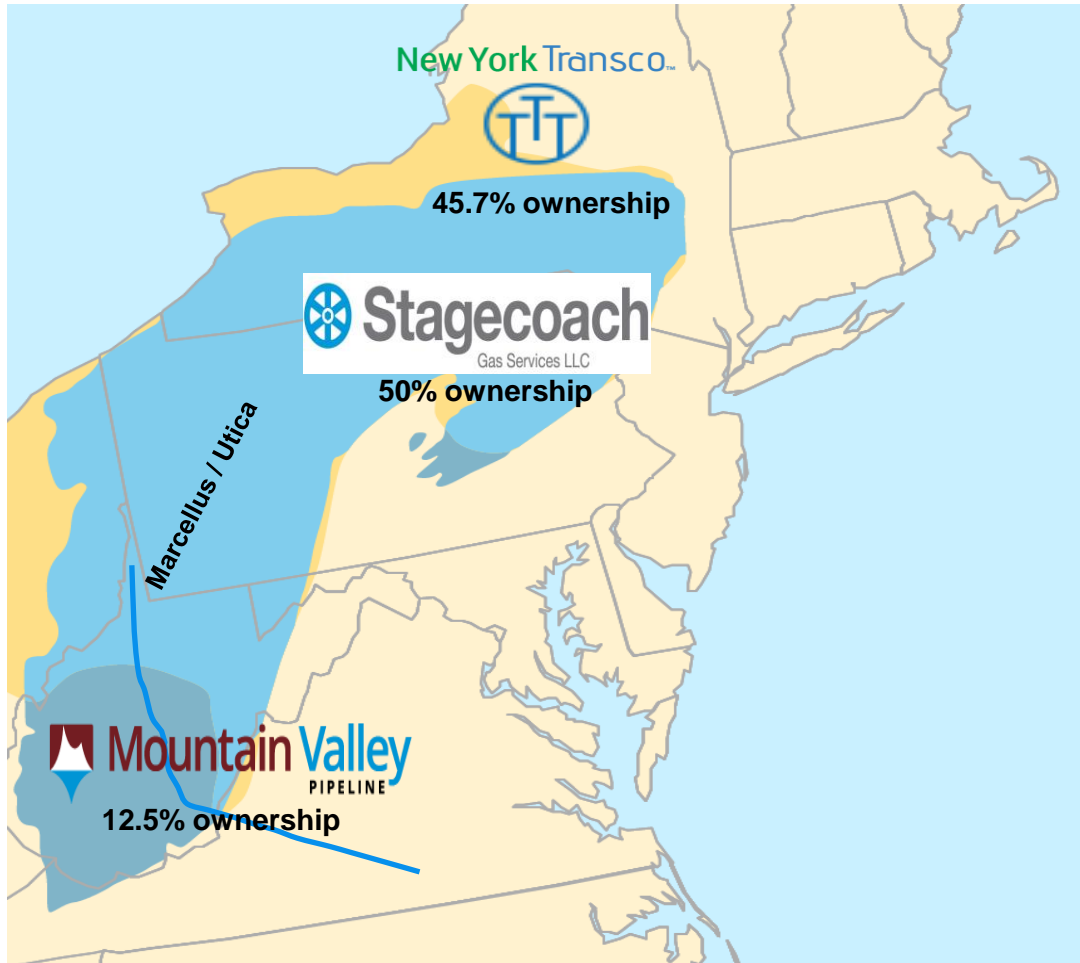 New York Transco™
TTT
45.7% ownership
Stagecoach
Gas Services LLC
50% ownership
Marcellus / Utica
Mountain Valley
PIPELINE
12.5% ownership